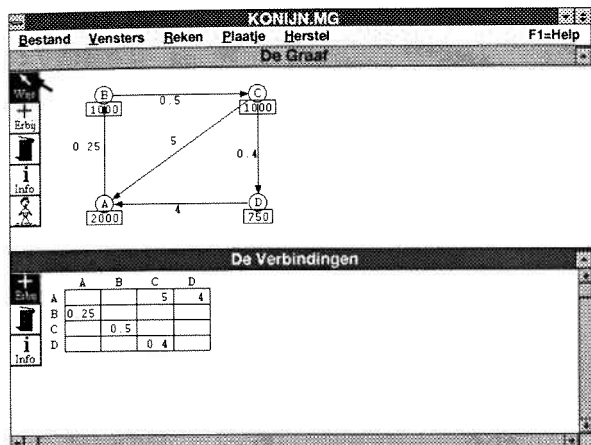 KONIJN.MG
Bestand Vensters Reken Plaatje Herstel F1=Help
De Graaf
Wijs
Erbij
i
Info
B
1000
0.5
C
1000
0 25
5
0.4
A
2000
4
D
750
De Verbindingen
Erbij
i
Info
A B C D
A 5 4
B 0 25
C 0.5
D 0 4